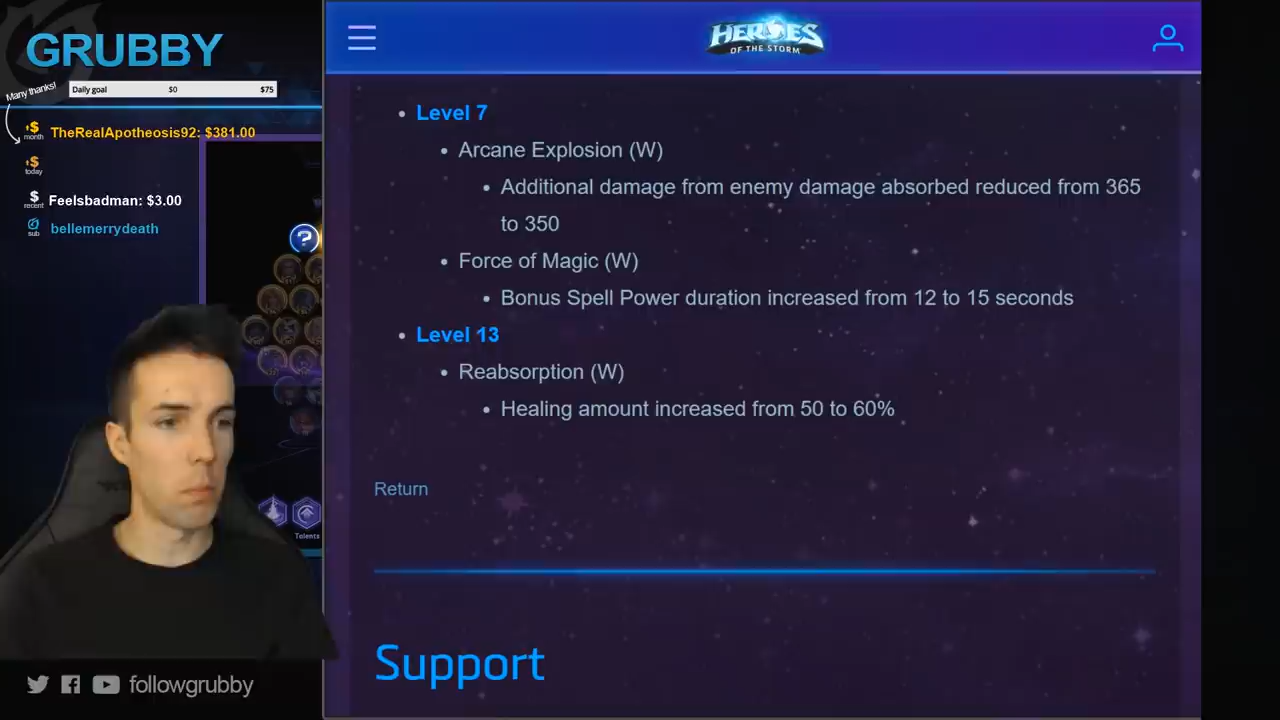 GRUBBY
Many thanks!
Daily goal $0 $75
$ month TheRealApotheosis92: $381.00
$ today
$ recent Feelsbadman: $3.00
sub bellemerrydeath
?
Talents
followgrubby
HEROES
OF THE STORM
Level 7
Arcane Explosion (W)
Additional damage from enemy damage absorbed reduced from 365
to 350
Force of Magic (W)
Bonus Spell Power duration increased from 12 to 15 seconds
Level 13
Reabsorption (W)
Healing amount increased from 50 to 60%
Return
Support